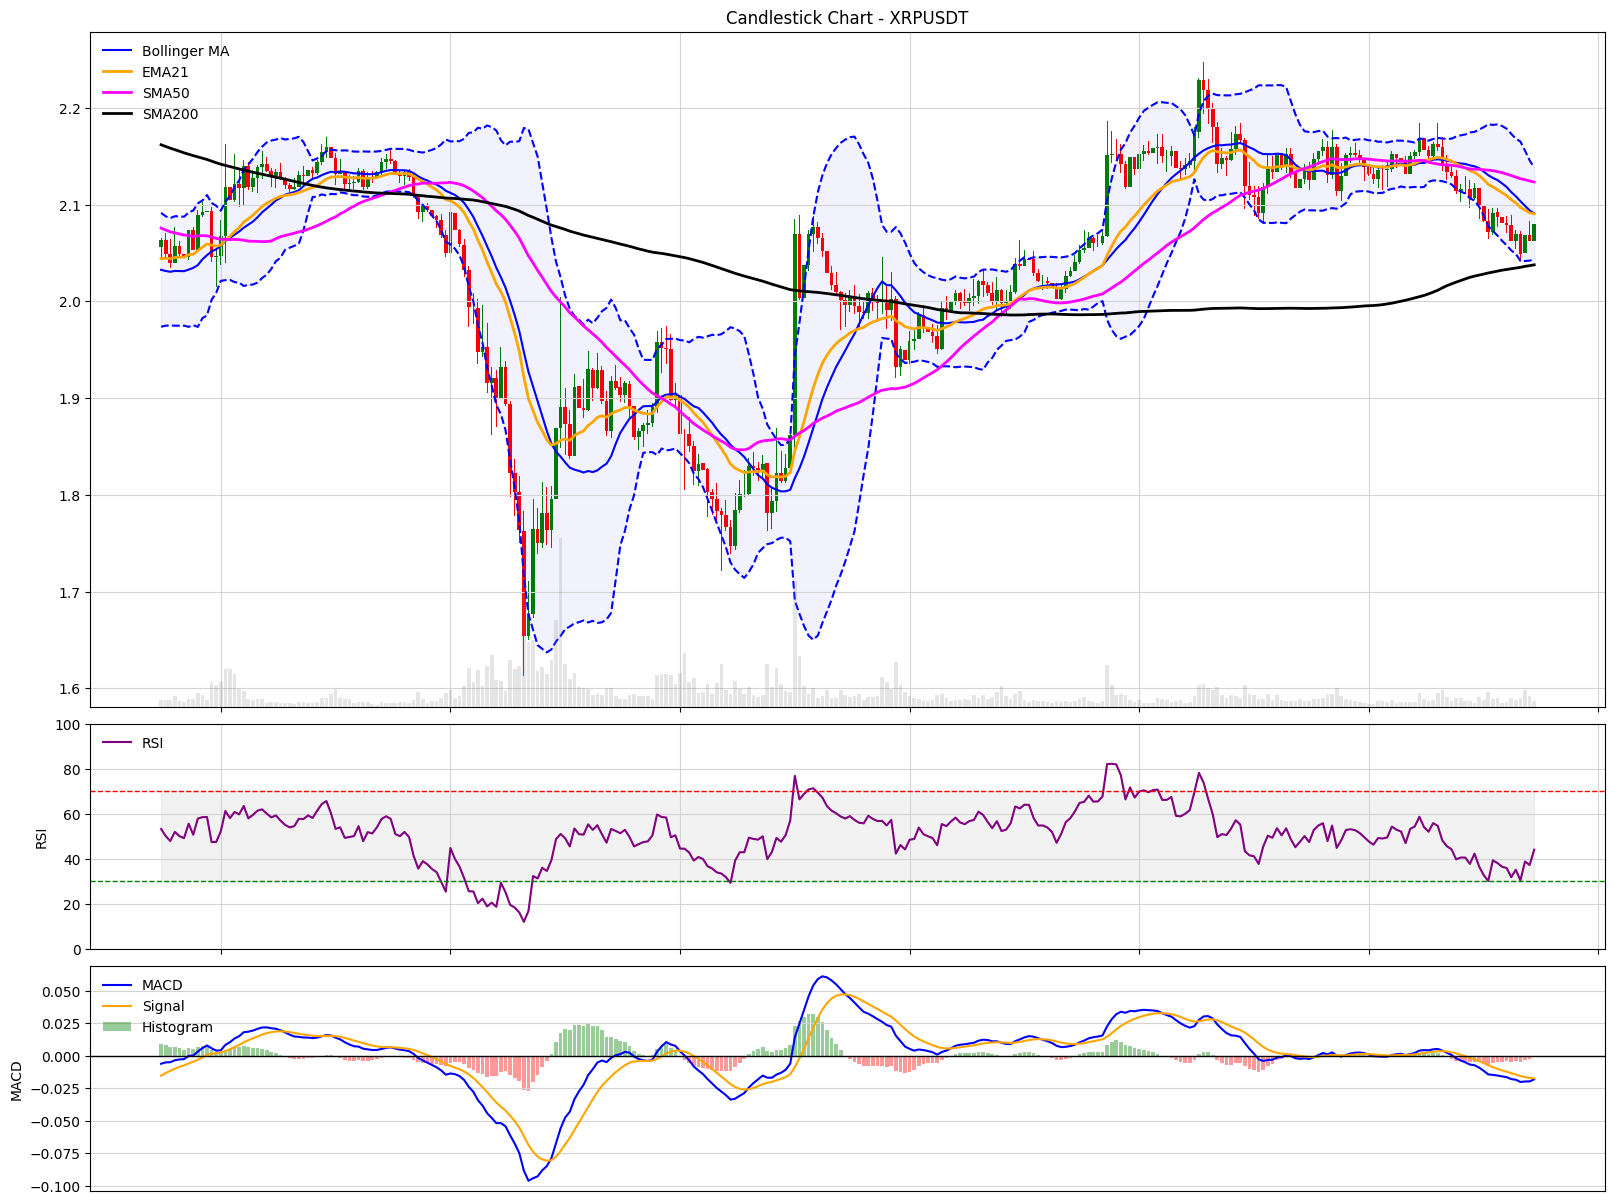 Candlestick Chart - XRPUSDT
Bollinger MA
EMA21
SMA50
SMA200
2.2
2.1
2.0
1.9
1.8
1.7
1.6
RSI
100
80
60
40
20
0
RSI
MACD
Signal
Histogram
0.050
0.025
0.000
−0.025
−0.050
−0.075
−0.100
MACD